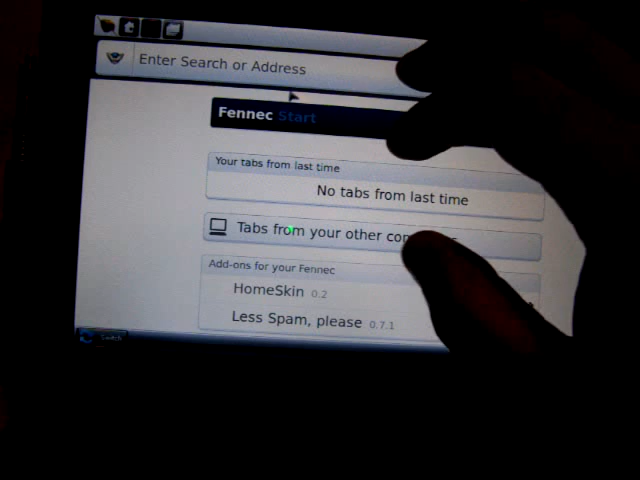 Enter Search or Address
Fennec Start
Your tabs from last time
No tabs from last time
Tabs from your other
Add-ons for your Fennec
HomeSkin 0.2
Less Spam, please 0.7.1
Switch